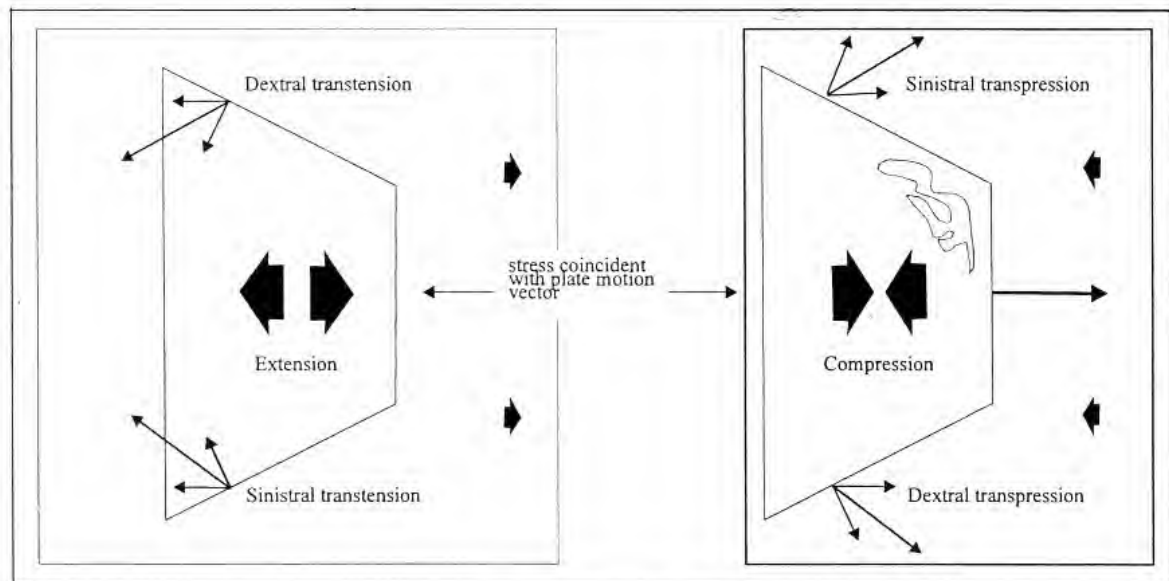 Dextral transtension
Extension
Sinistral transtension
stress coincident
with plate motion
vector
Sinistral transpression
Compression
Dextral transpression